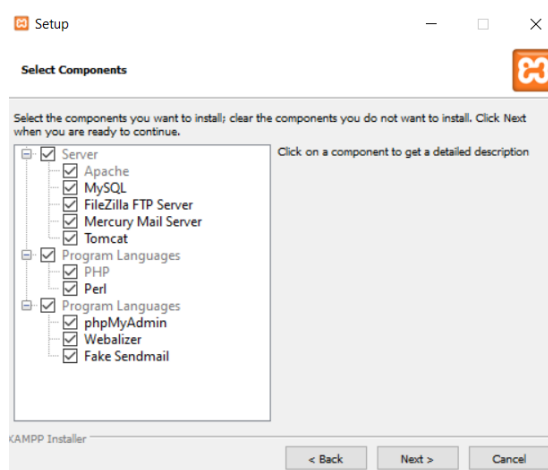 Setup
Select Components
Select the components you want to install; clear the components you do not want to install. Click Next
when you are ready to continue.
Server
Apache
MySQL
FileZilla FTP Server
Mercury Mail Server
Tomcat
Program Languages
PHP
Perl
Program Languages
phpMyAdmin
Webalizer
Fake Sendmail
Click on a component to get a detailed description
XAMPP Installer
< Back
Next >
Cancel